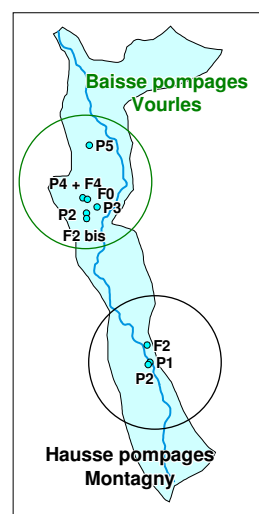 Baisse pompages
Vourles
P5
P4 + F4
F0
P3
P2
F2 bis
F2
P1
P2
Hausse pompages
Montagny